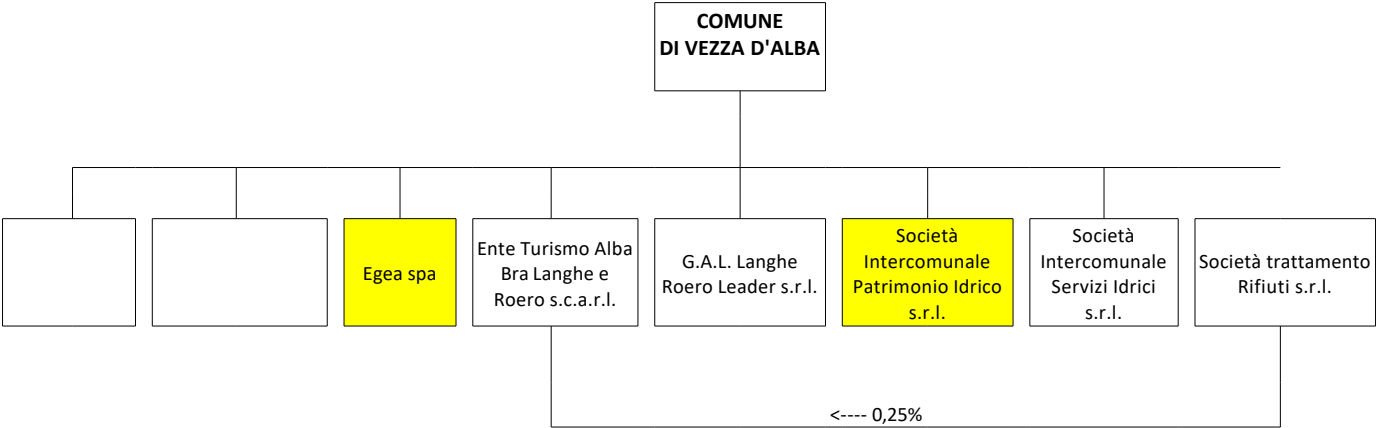 COMUNE
DI VEZZA D'ALBA
Egea spa
Ente Turismo Alba
Bra Langhe e
Roero s.c.a.r.l.
G.A.L. Langhe
Roero Leader s.r.l.
Società
Intercomunale
Patrimonio Idrico
s.r.l.
Società
Intercomunale
Servizi Idrici
s.r.l.
Società trattamento
Rifiuti s.r.l.
<---- 0,25%